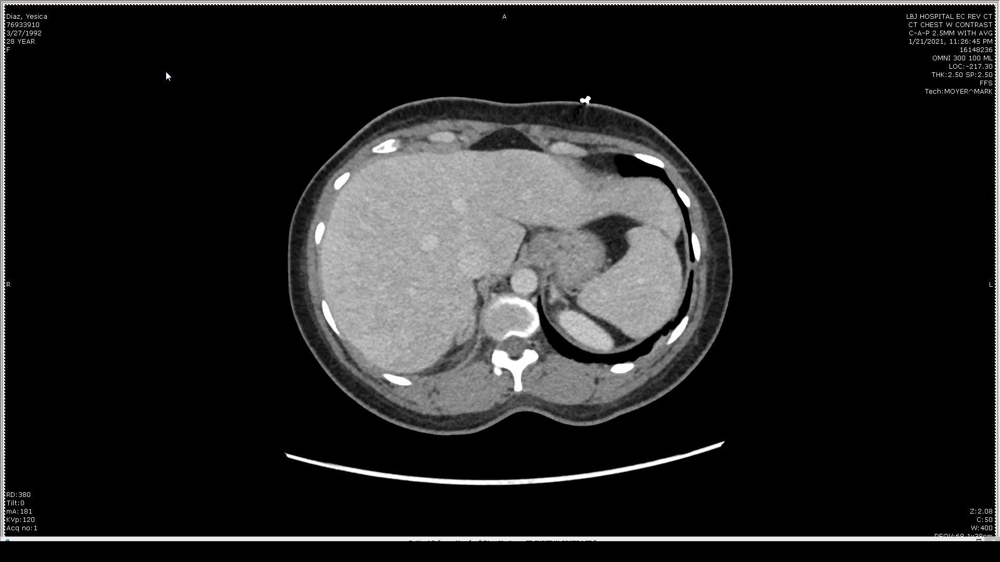 Diaz, Yesica
76933910
3/27/1992
28 YEAR
F
A
LBJ HOSPITAL EC REV CT
CT CHEST W CONTRAST
C-A-P 2.5MM WITH AVG
1/21/2021, 11:26:45 PM
16148236
OMNI 300 100 ML
LOC:-217.30
THK:2.50 SP:2.50
FFS
Tech:MOYER^MARK
R
L
RD:380
Tilt:0
mA:181
KVp:120
Acq no:1
Z:2.08
C:50
W:400